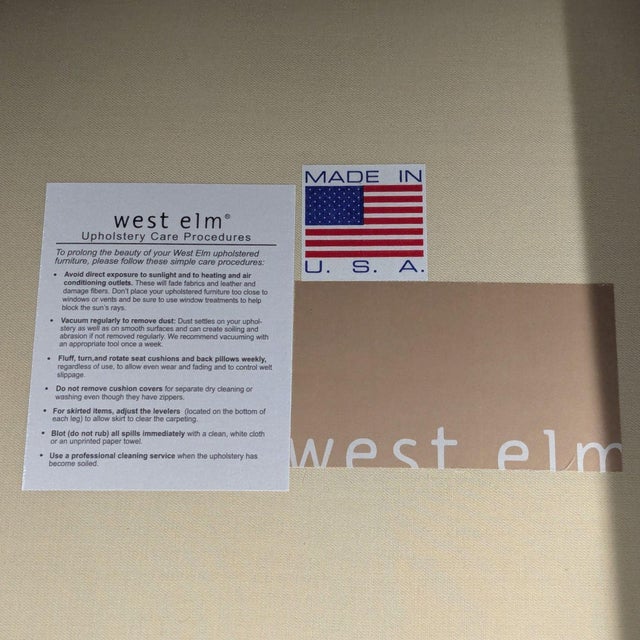 west elm®
Upholstery Care Procedures
To prolong the beauty of your West Elm upholstered
furniture, please follow these simple care procedures:
• Avoid direct exposure to sunlight and to heating and air
conditioning outlets. These will fade fabrics and leather and
damage fibers. Don't place your upholstered furniture too close to
windows or vents and be sure to use window treatments to help
block the sun's rays.
• Vacuum regularly to remove dust: Dust settles on your uphol-
stery as well as on smooth surfaces and can create soiling and
abrasion if not removed regularly. We recommend vacuuming with
an appropriate tool once a week.
• Fluff, turn,and rotate seat cushions and back pillows weekly,
regardless of use, to allow even wear and fading and to control welt
slippage.
• Do not remove cushion covers for separate dry cleaning or
washing even though they have zippers.
• For skirted items, adjust the levelers (located on the bottom of
each leg) to allow skirt to clear the carpeting.
• Blot (do not rub) all spills immediately with a clean, white cloth
or an unprinted paper towel.
• Use a professional cleaning service when the upholstery has
become soiled.
MADE IN
U. S. A.
west elm